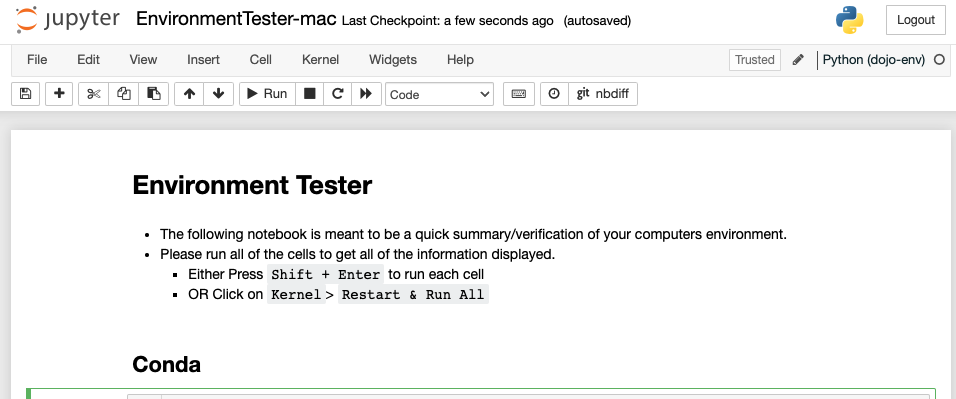 jupyter EnvironmentTester-mac Last Checkpoint: a few seconds ago (autosaved) Logout
File Edit View Insert Cell Kernel Widgets Help Trusted Python (dojo-env)
Run Code git nbdiff
Environment Tester
The following notebook is meant to be a quick summary/verification of your computers environment.
Please run all of the cells to get all of the information displayed.
Either Press Shift + Enter to run each cell
OR Click on Kernel > Restart & Run All
Conda